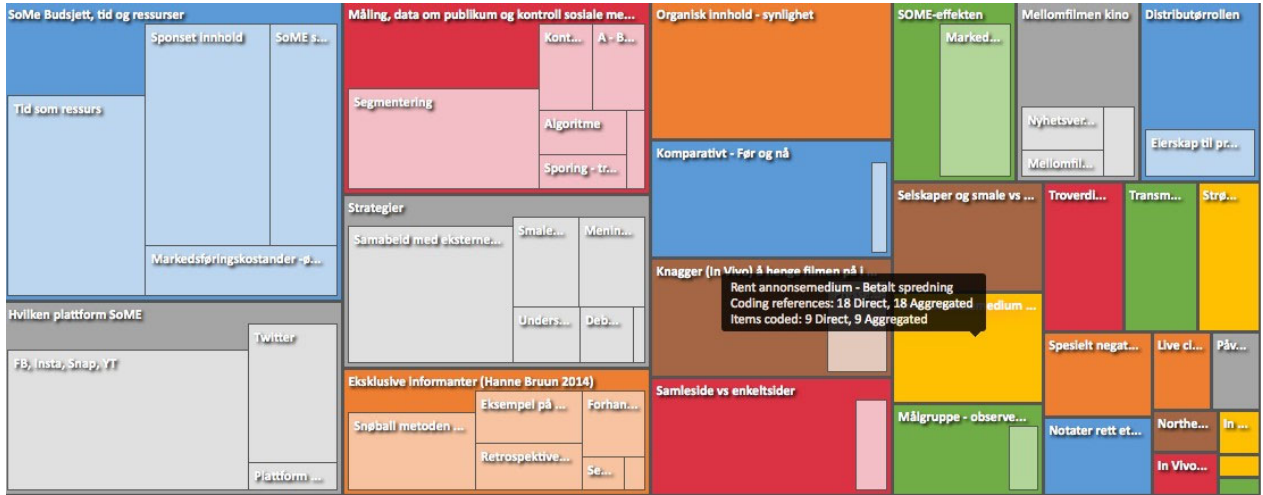 SoMe Budsjett, tid og ressurser
Sponset innhold
SoME s...
Tid som ressurs
Markedsføringskostander -ø...
Hvilken plattform SoME
Twitter
FB, Insta, Snap, YT
Plattform ...
Måling, data om publikum og kontroll sosiale me...
Kont...
A - B...
Segmentering
Algoritme
Sporing - tr...
Strategier
Samabeid med eksterne...
Smale...
Menin...
Unders...
Deb...
Eksklusive informanter (Hanne Bruun 2014)
Eksempel på ...
Forhan...
Snøball metoden ...
Retrospektive...
Se...
Organisk innhold - synlighet
Komparativt - Før og nå
Knagger (In Vivo) å henge filmen på i ...
Rent annonsemedium - Betalt spredning
Coding references: 18 Direct, 18 Aggregated
Items coded: 9 Direct, 9 Aggregated
Samleside vs enkeltsider
SOME-effekten
Marked...
Mellomfilmen kino
Nyhetsver...
Mellomfil...
Distributørrollen
Eierskap til pr...
Selskaper og smale vs ...
edium ...
Målgruppe - observe...
Troverdi...
Transm...
Strø...
Spesielt negat...
Live ci...
Påv...
Notater rett et...
Northe...
In ...
In Vivo...